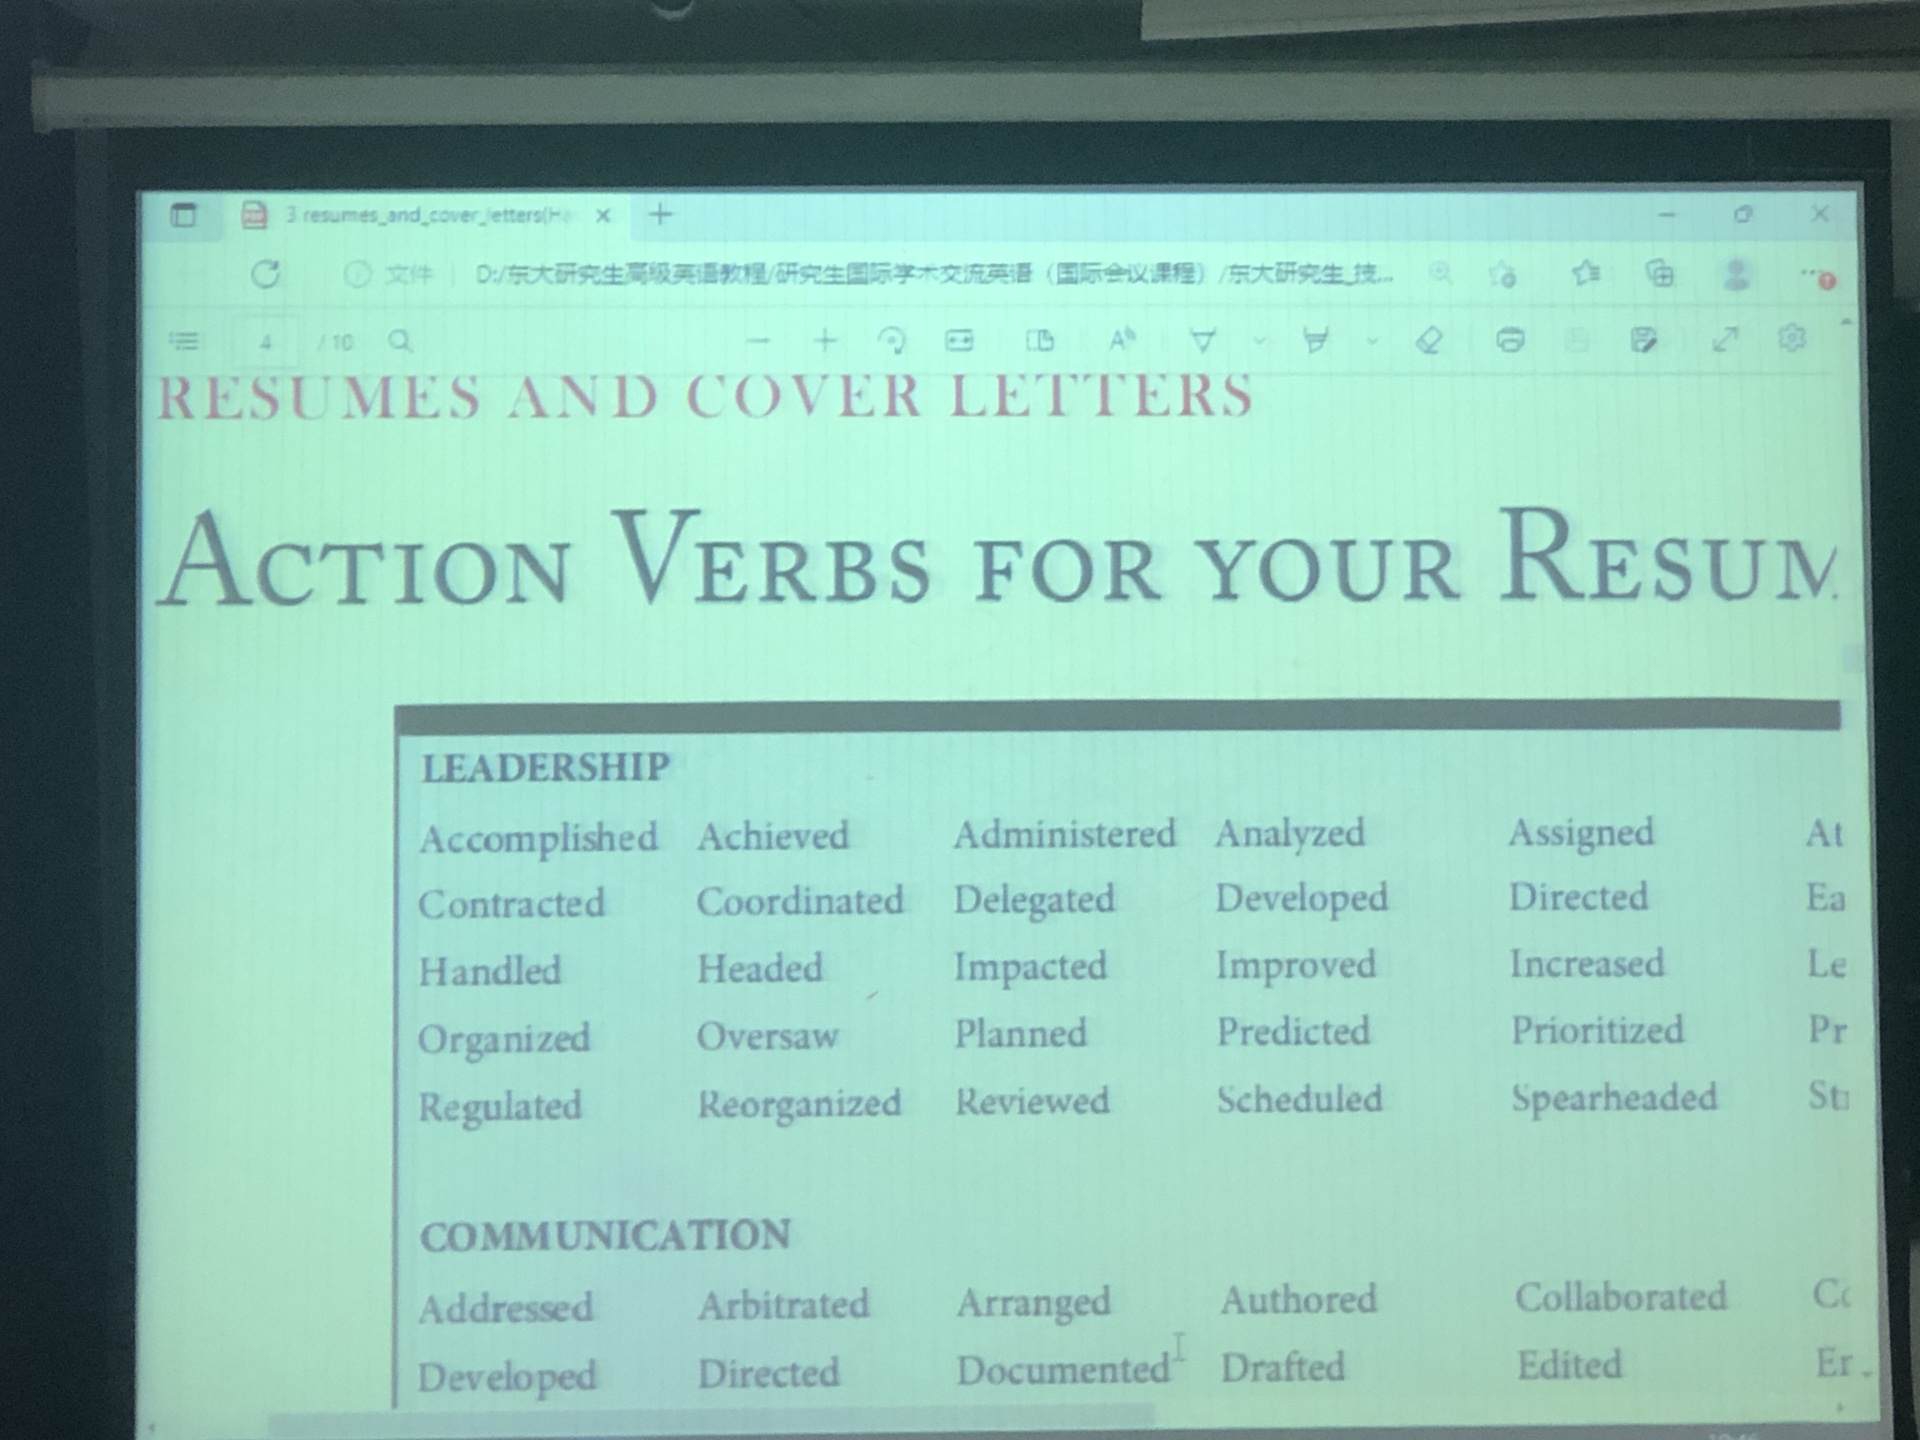 3 resumes_and_cover_letters(Ha
文件 D:/东大研究生高级英语教程/研究生国际学术交流英语（国际会议课程）/东大研究生_技...
4 / 10
RESUMES AND COVER LETTERS
ACTION VERBS FOR YOUR RESUM
LEADERSHIP
Accomplished Achieved Administered Analyzed Assigned At
Contracted Coordinated Delegated Developed Directed Ea
Handled Headed Impacted Improved Increased Le
Organized Oversaw Planned Predicted Prioritized Pr
Regulated Reorganized Reviewed Scheduled Spearheaded
COMMUNICATION
Addressed Arbitrated Arranged Authored Collaborated
Developed Directed Documented Drafted Edited